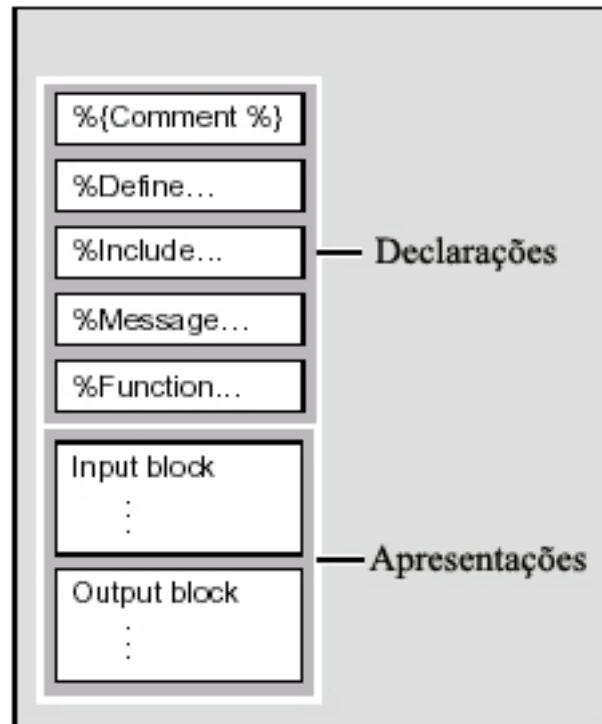 %{Comment %}
%Define...
%Include...
Declarações
%Message...
%Function...
Input block
⋮
Apresentações
Output block
⋮